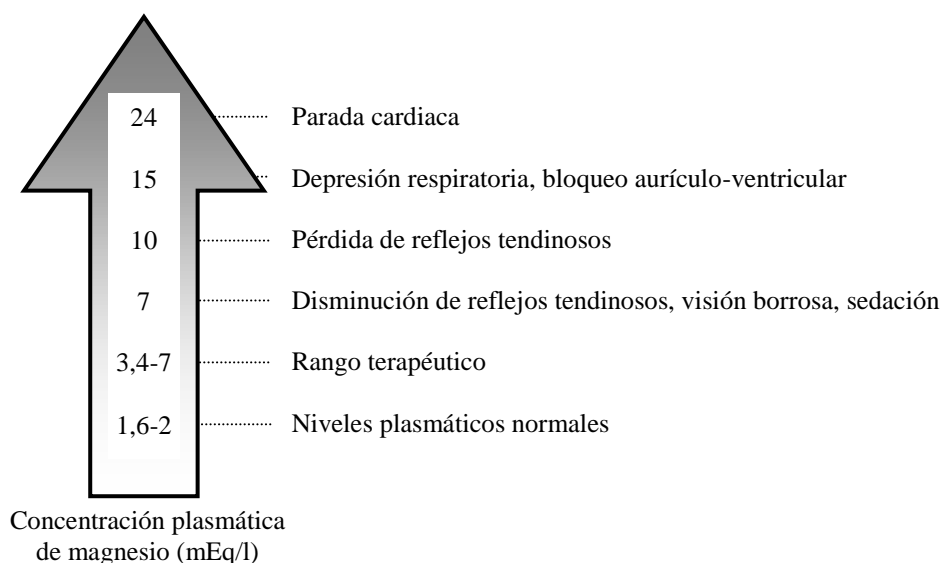 24 Parada cardiaca
15 Depresión respiratoria, bloqueo aurículo-ventricular
10 Pérdida de reflejos tendinosos
7 Disminución de reflejos tendinosos, visión borrosa, sedación
3,4-7 Rango terapéutico
1,6-2 Niveles plasmáticos normales
Concentración plasmática
de magnesio (mEq/l)